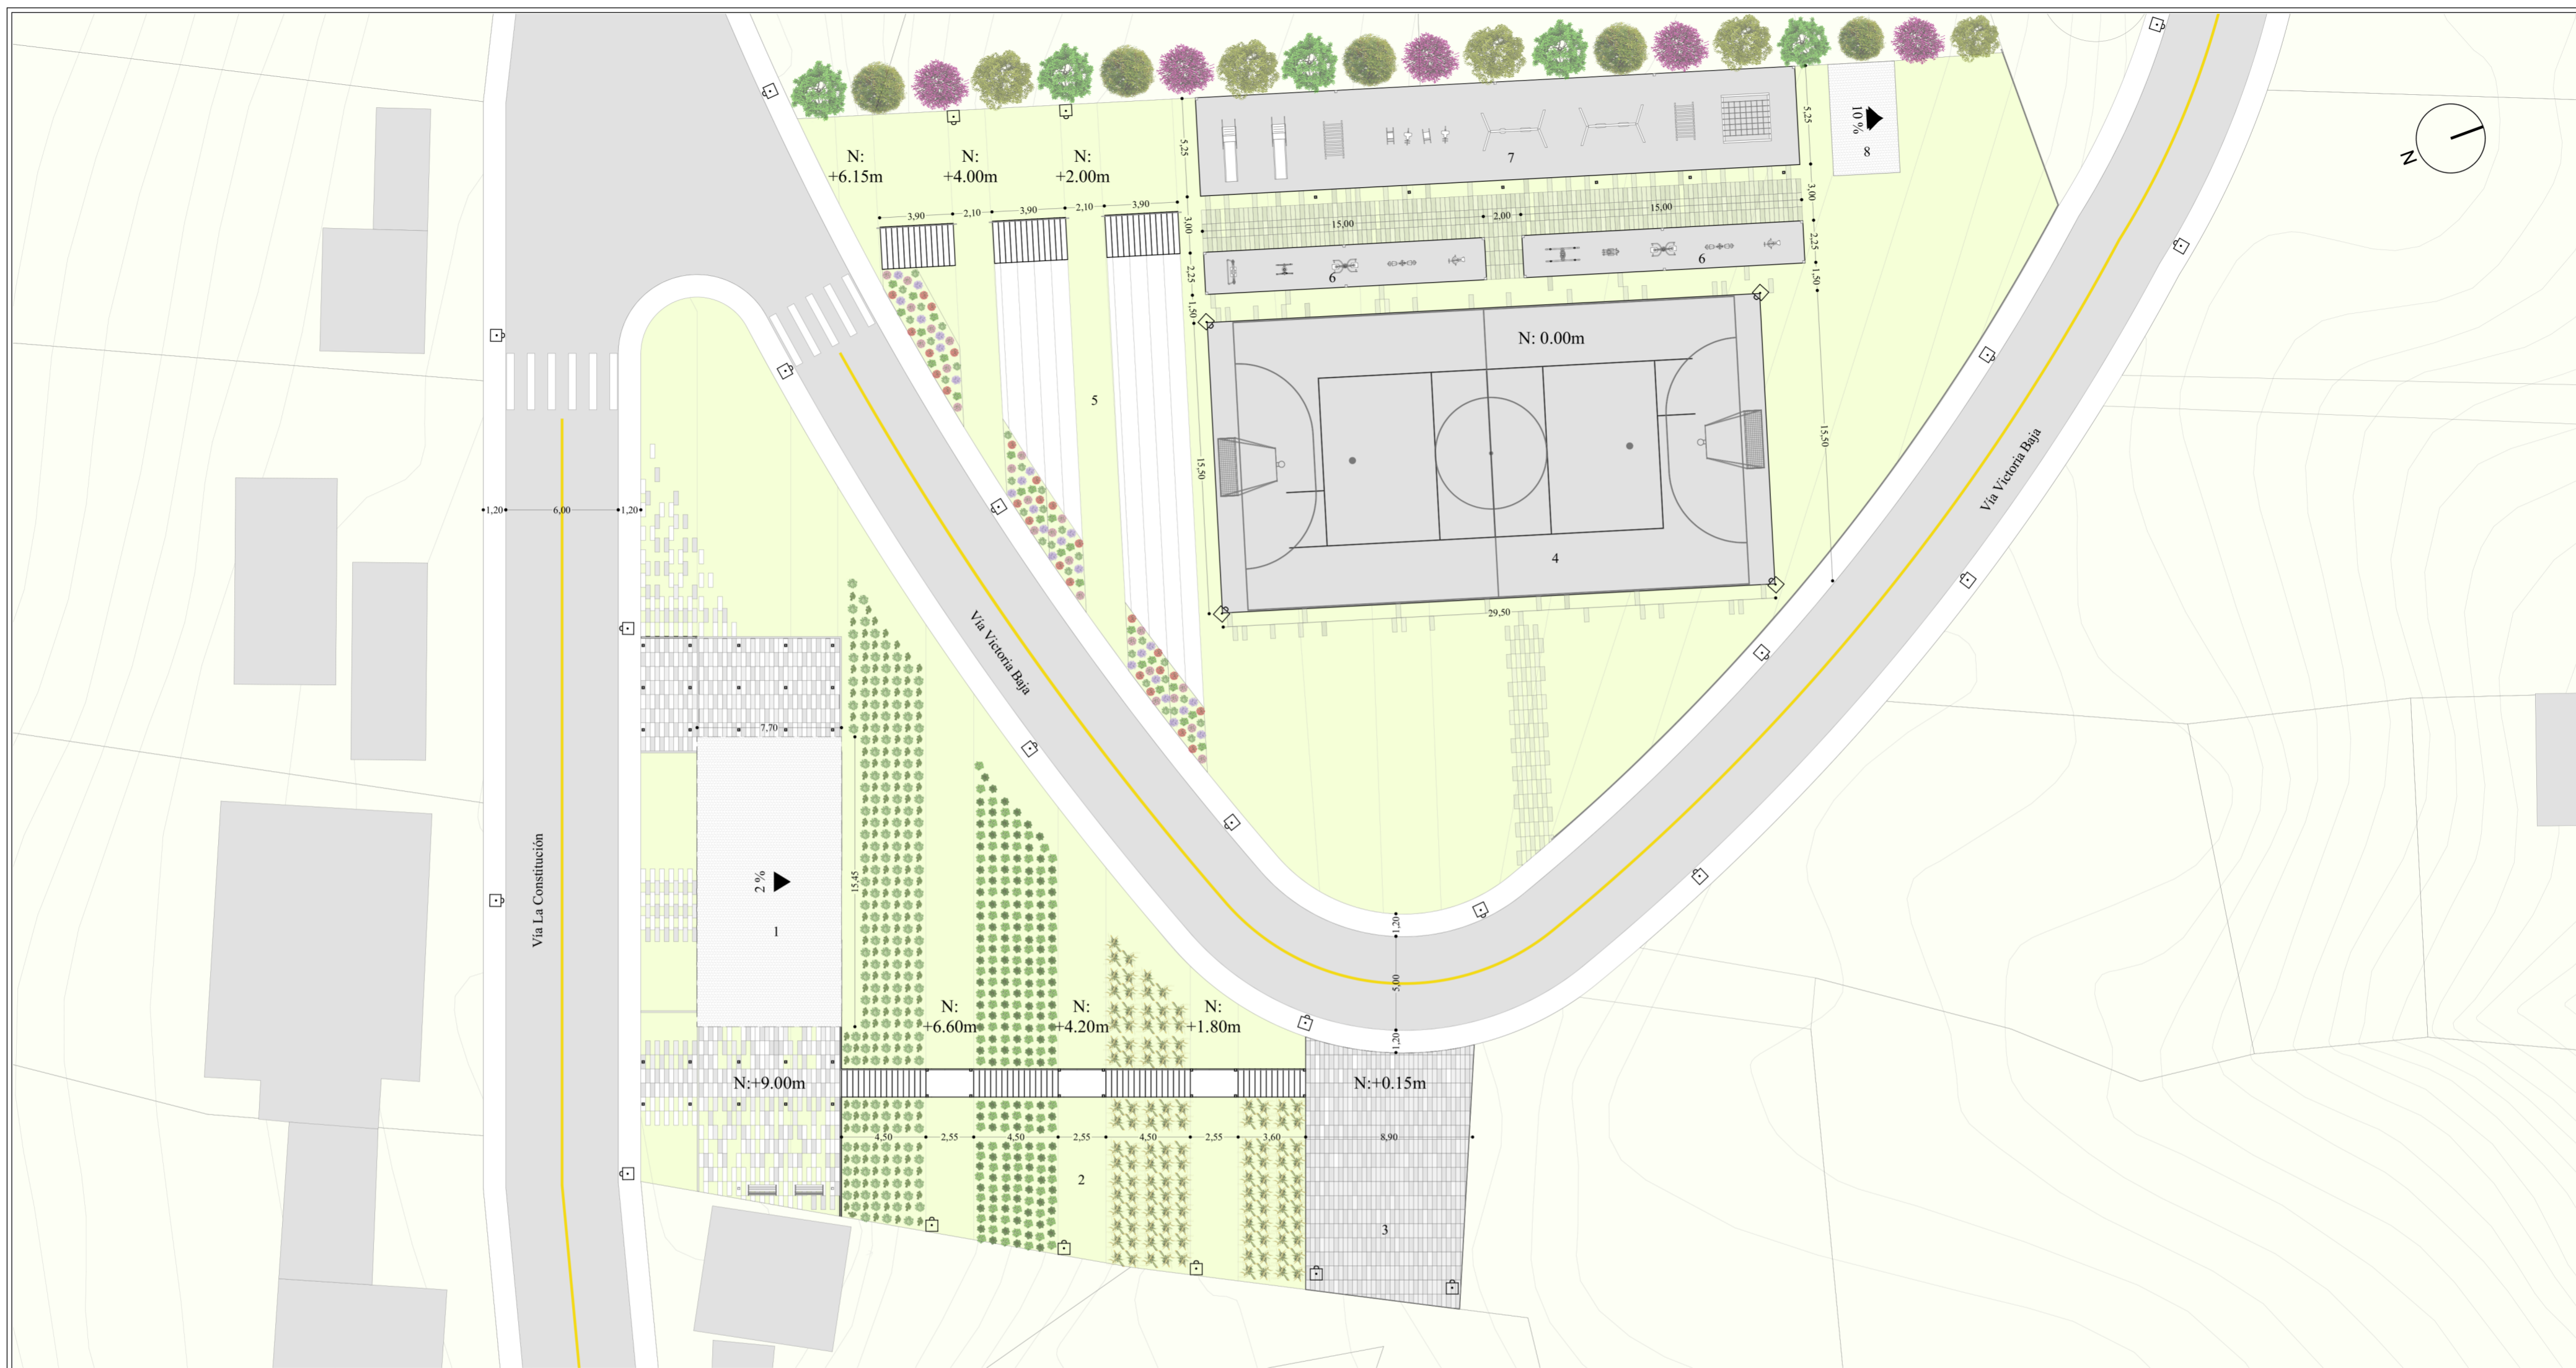 N
10 %
8
5,25
5,25
7
N:
+6.15m
N:
+4.00m
N:
+2.00m
3,90
2,10
3,90
2,10
3,90
3,00
3,00
15,00
2,00
15,00
2,25
2,25
6
6
1,50
1,50
N: 0.00m
5
15,50
15,50
4
29,50
Vía Victoria Baja
1,20
6,00
1,20
Vía Victoria Baja
7,70
15,45
2 %
1
Vía La Constitución
1,20
5,00
1,20
N:
+6.60m
N:
+4.20m
N:
+1.80m
N:+9.00m
N:+0.15m
4,50
2,55
4,50
2,55
4,50
2,55
3,60
8,90
2
3